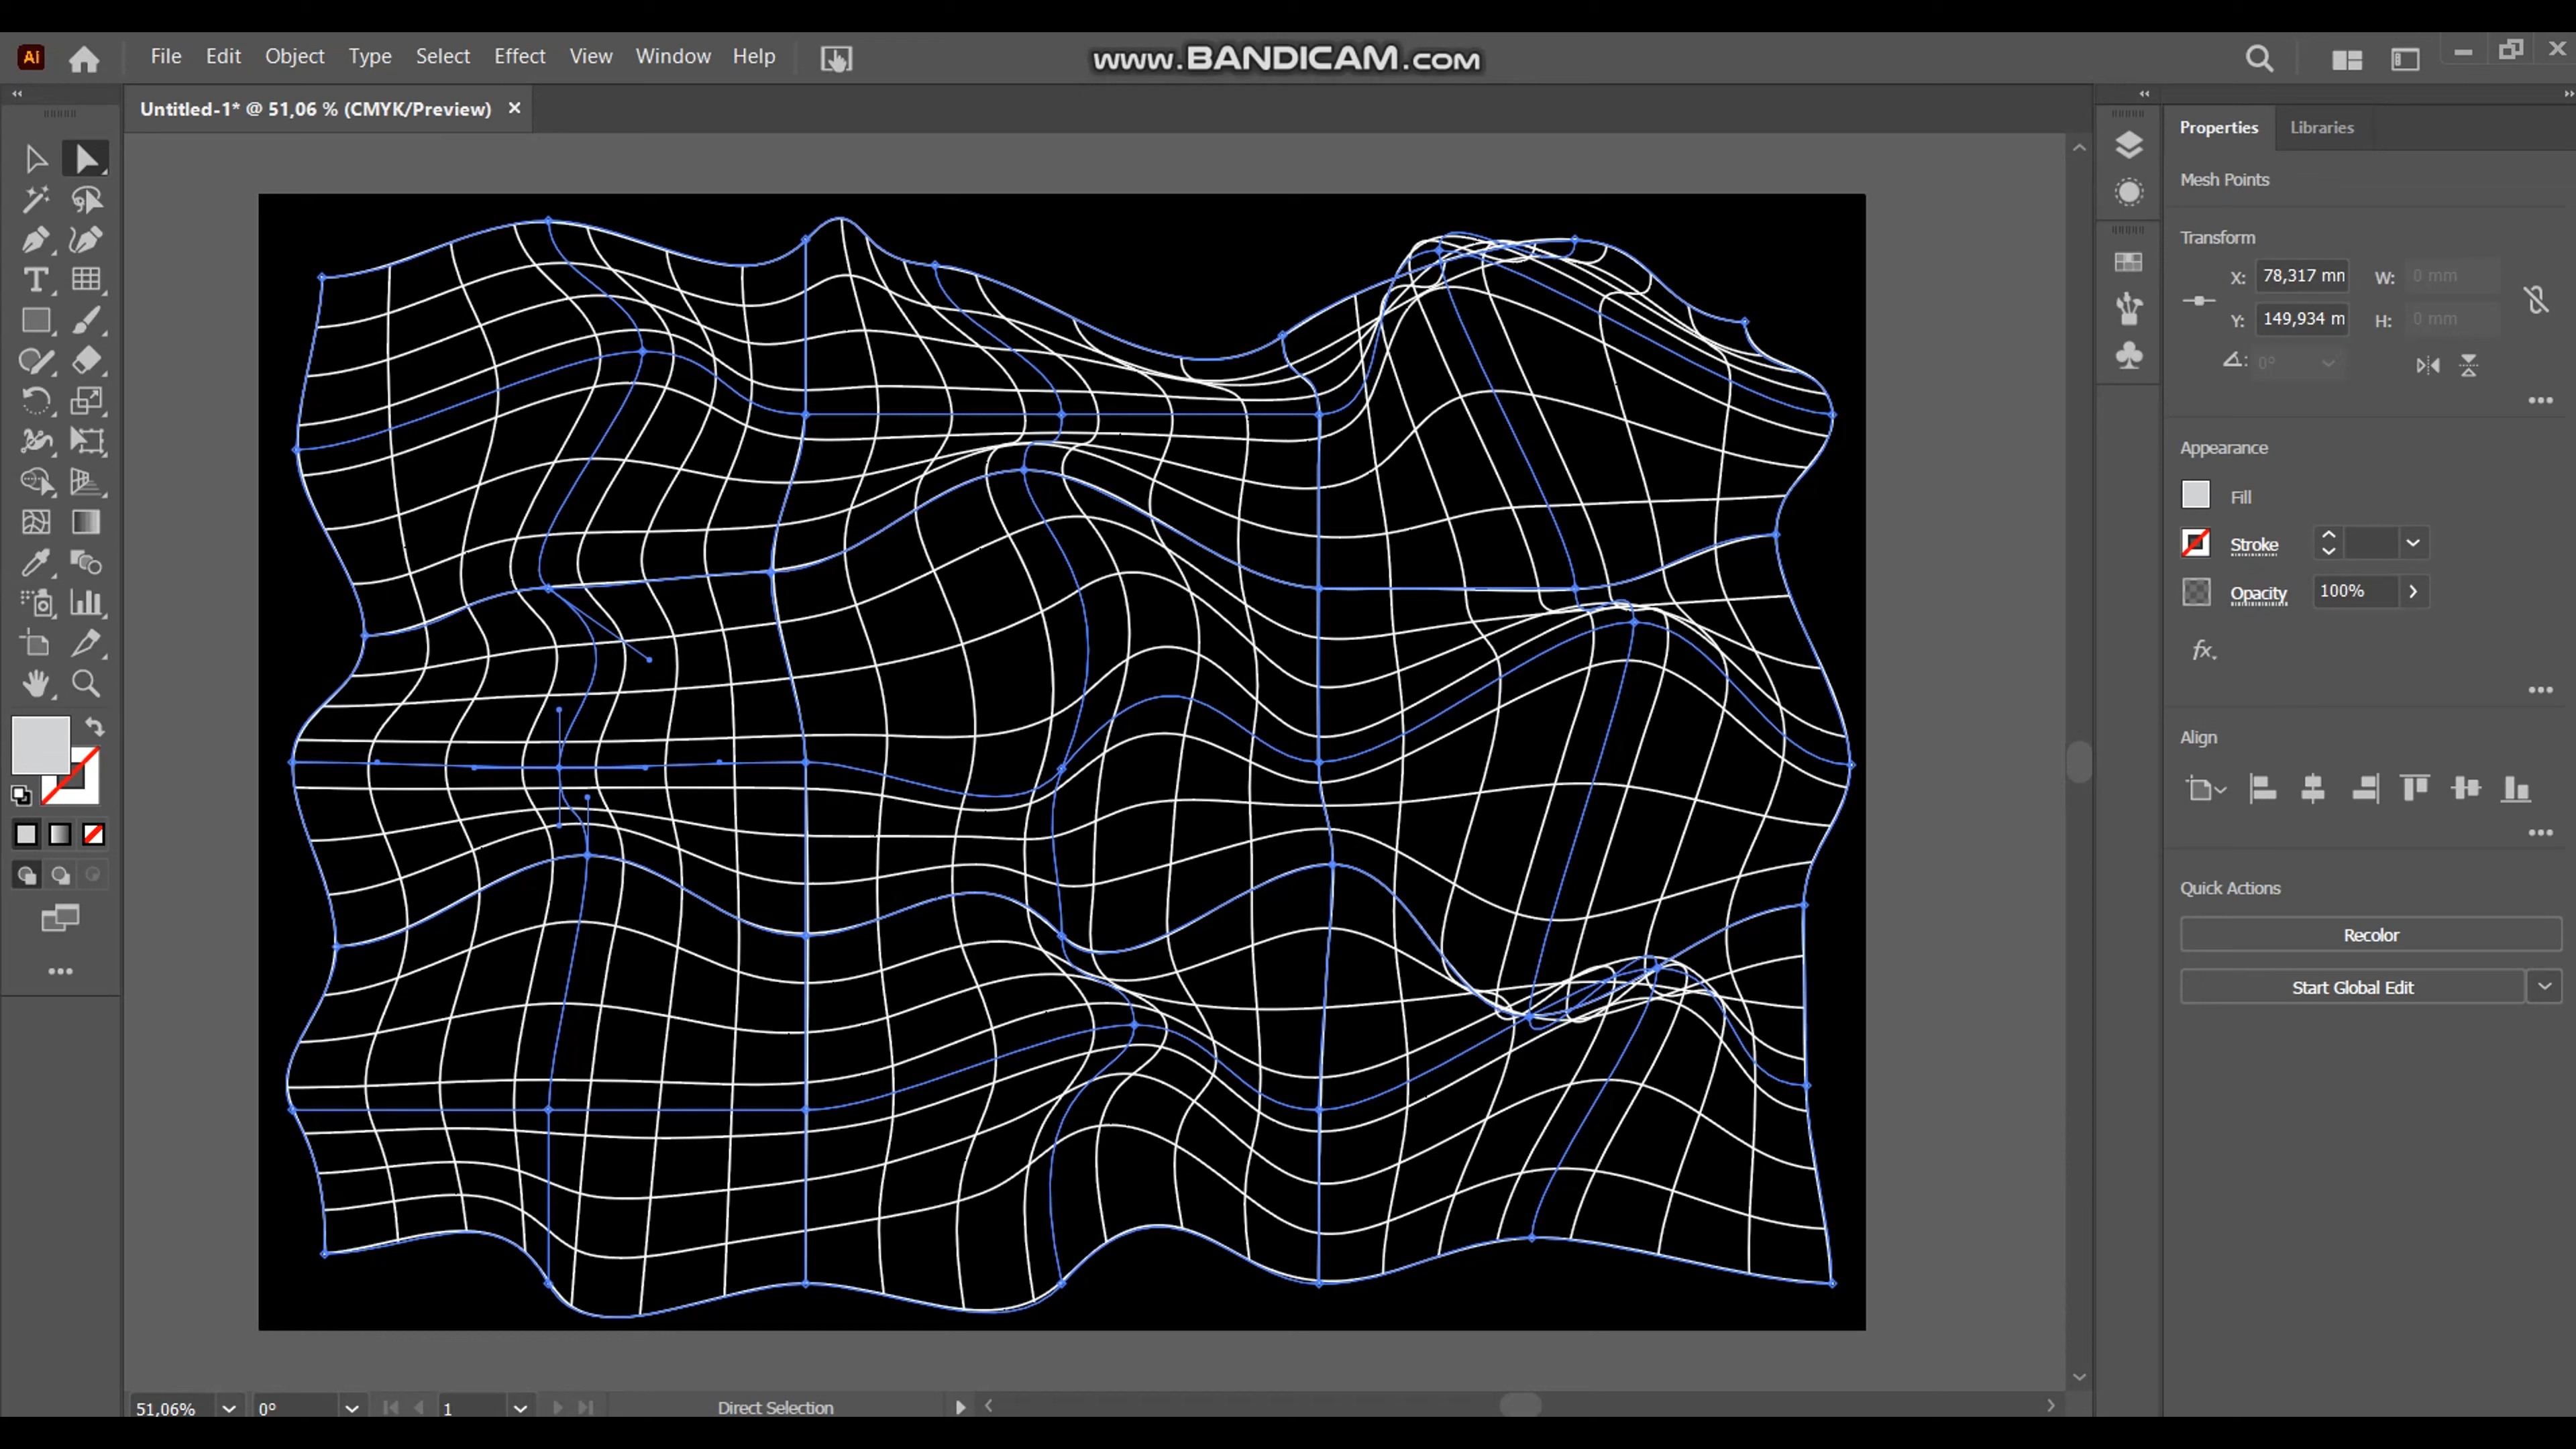 Ai File Edit Object Type Select Effect View Window Help www.BANDICAM.com
Untitled-1* @ 51,06 % (CMYK/Preview)
Properties Libraries
Mesh Points
Transform
X: 78,317 mm W: 0 mm
Y: 149,934 m H: 0 mm
0°
Appearance
Fill
Stroke
Opacity 100%
fx
Align
Quick Actions
Recolor
Start Global Edit
51,06% 0° 1 Direct Selection